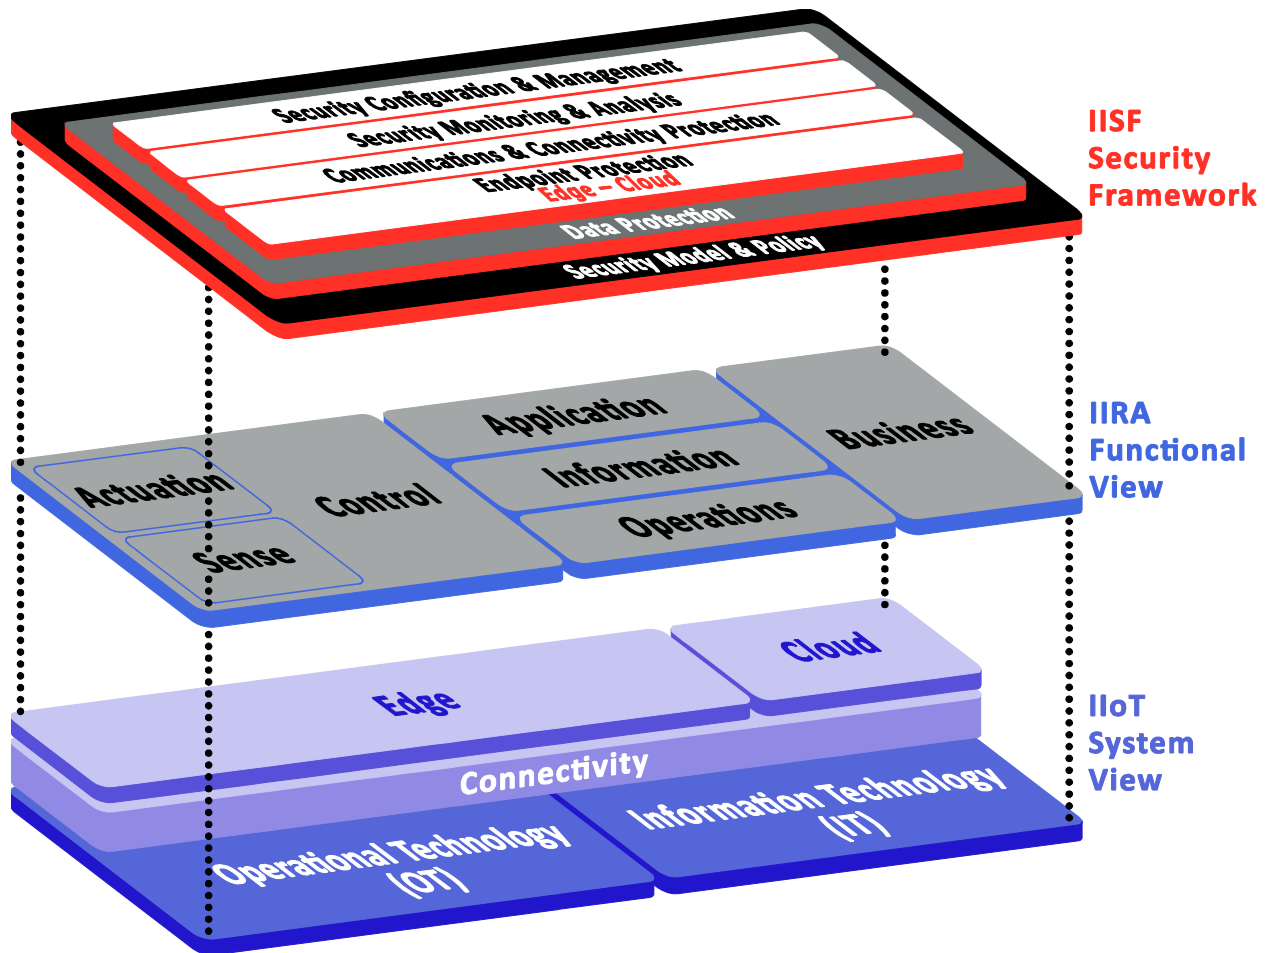 Security Configuration & Management
Security Monitoring & Analysis
Communications & Connectivity Protection
Endpoint Protection
Edge – Cloud
Data Protection
Security Model & Policy
IISF
Security
Framework
Application
Information
Operations
Business
Actuation
Control
Sense
IIRA
Functional
View
Edge
Cloud
Connectivity
Operational Technology
(OT)
Information Technology
(IT)
IIoT
System
View